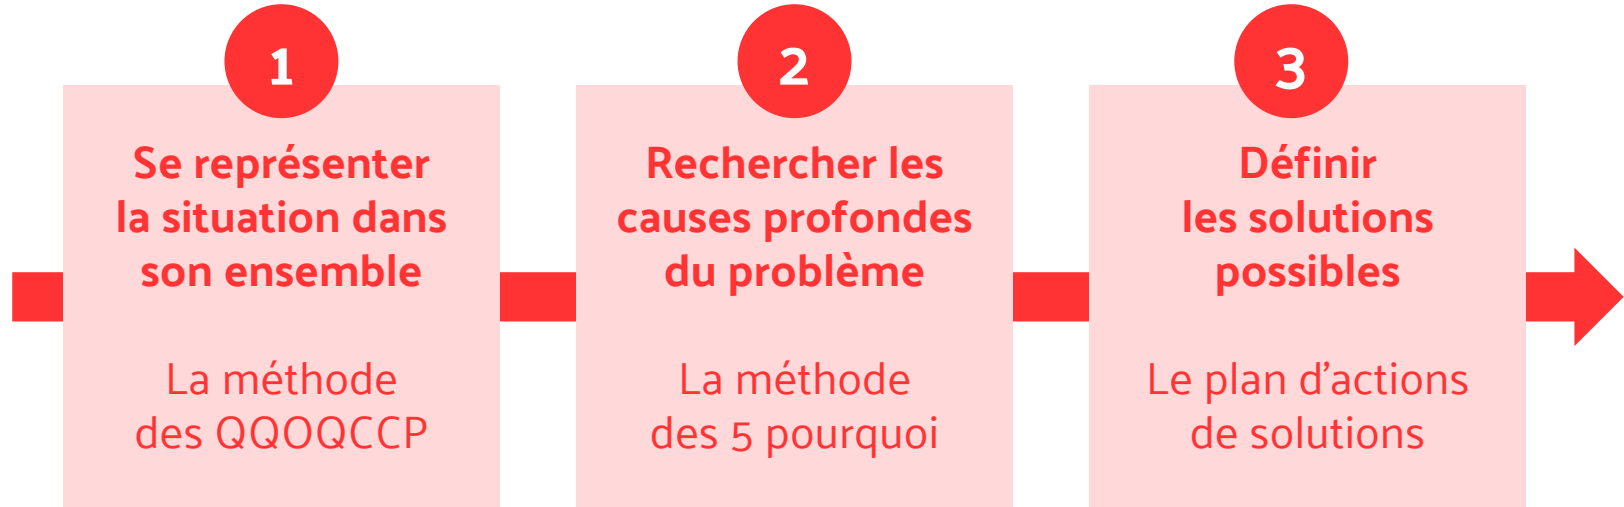 1
Se représenter
la situation dans
son ensemble
La méthode
des QQOQCCP
2
Rechercher les
causes profondes
du problème
La méthode
des 5 pourquoi
3
Définir
les solutions
possibles
Le plan d’actions
de solutions